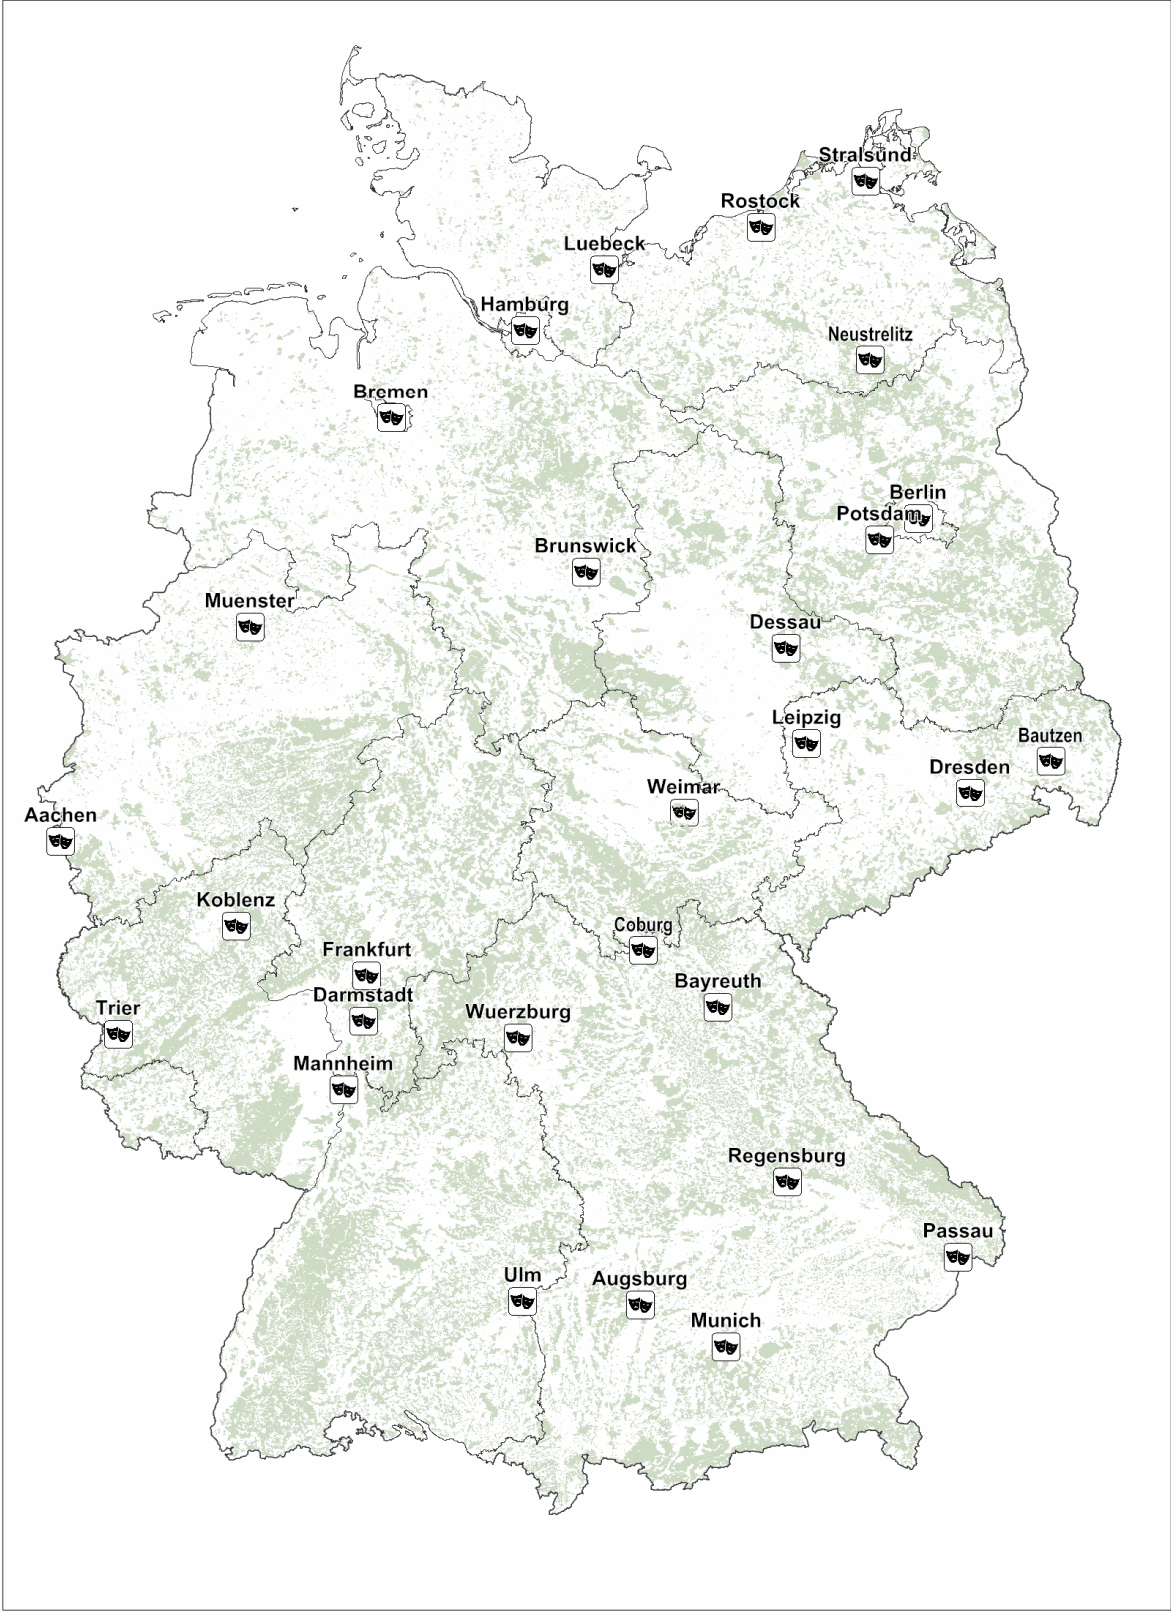 Stralsund
Rostock
Luebeck
Hamburg
Neustrelitz
Bremen
Berlin
Potsdam
Brunswick
Muenster
Dessau
Leipzig
Bautzen
Dresden
Weimar
Aachen
Koblenz
Coburg
Frankfurt
Bayreuth
Darmstadt
Trier
Wuerzburg
Mannheim
Regensburg
Passau
Ulm
Augsburg
Munich